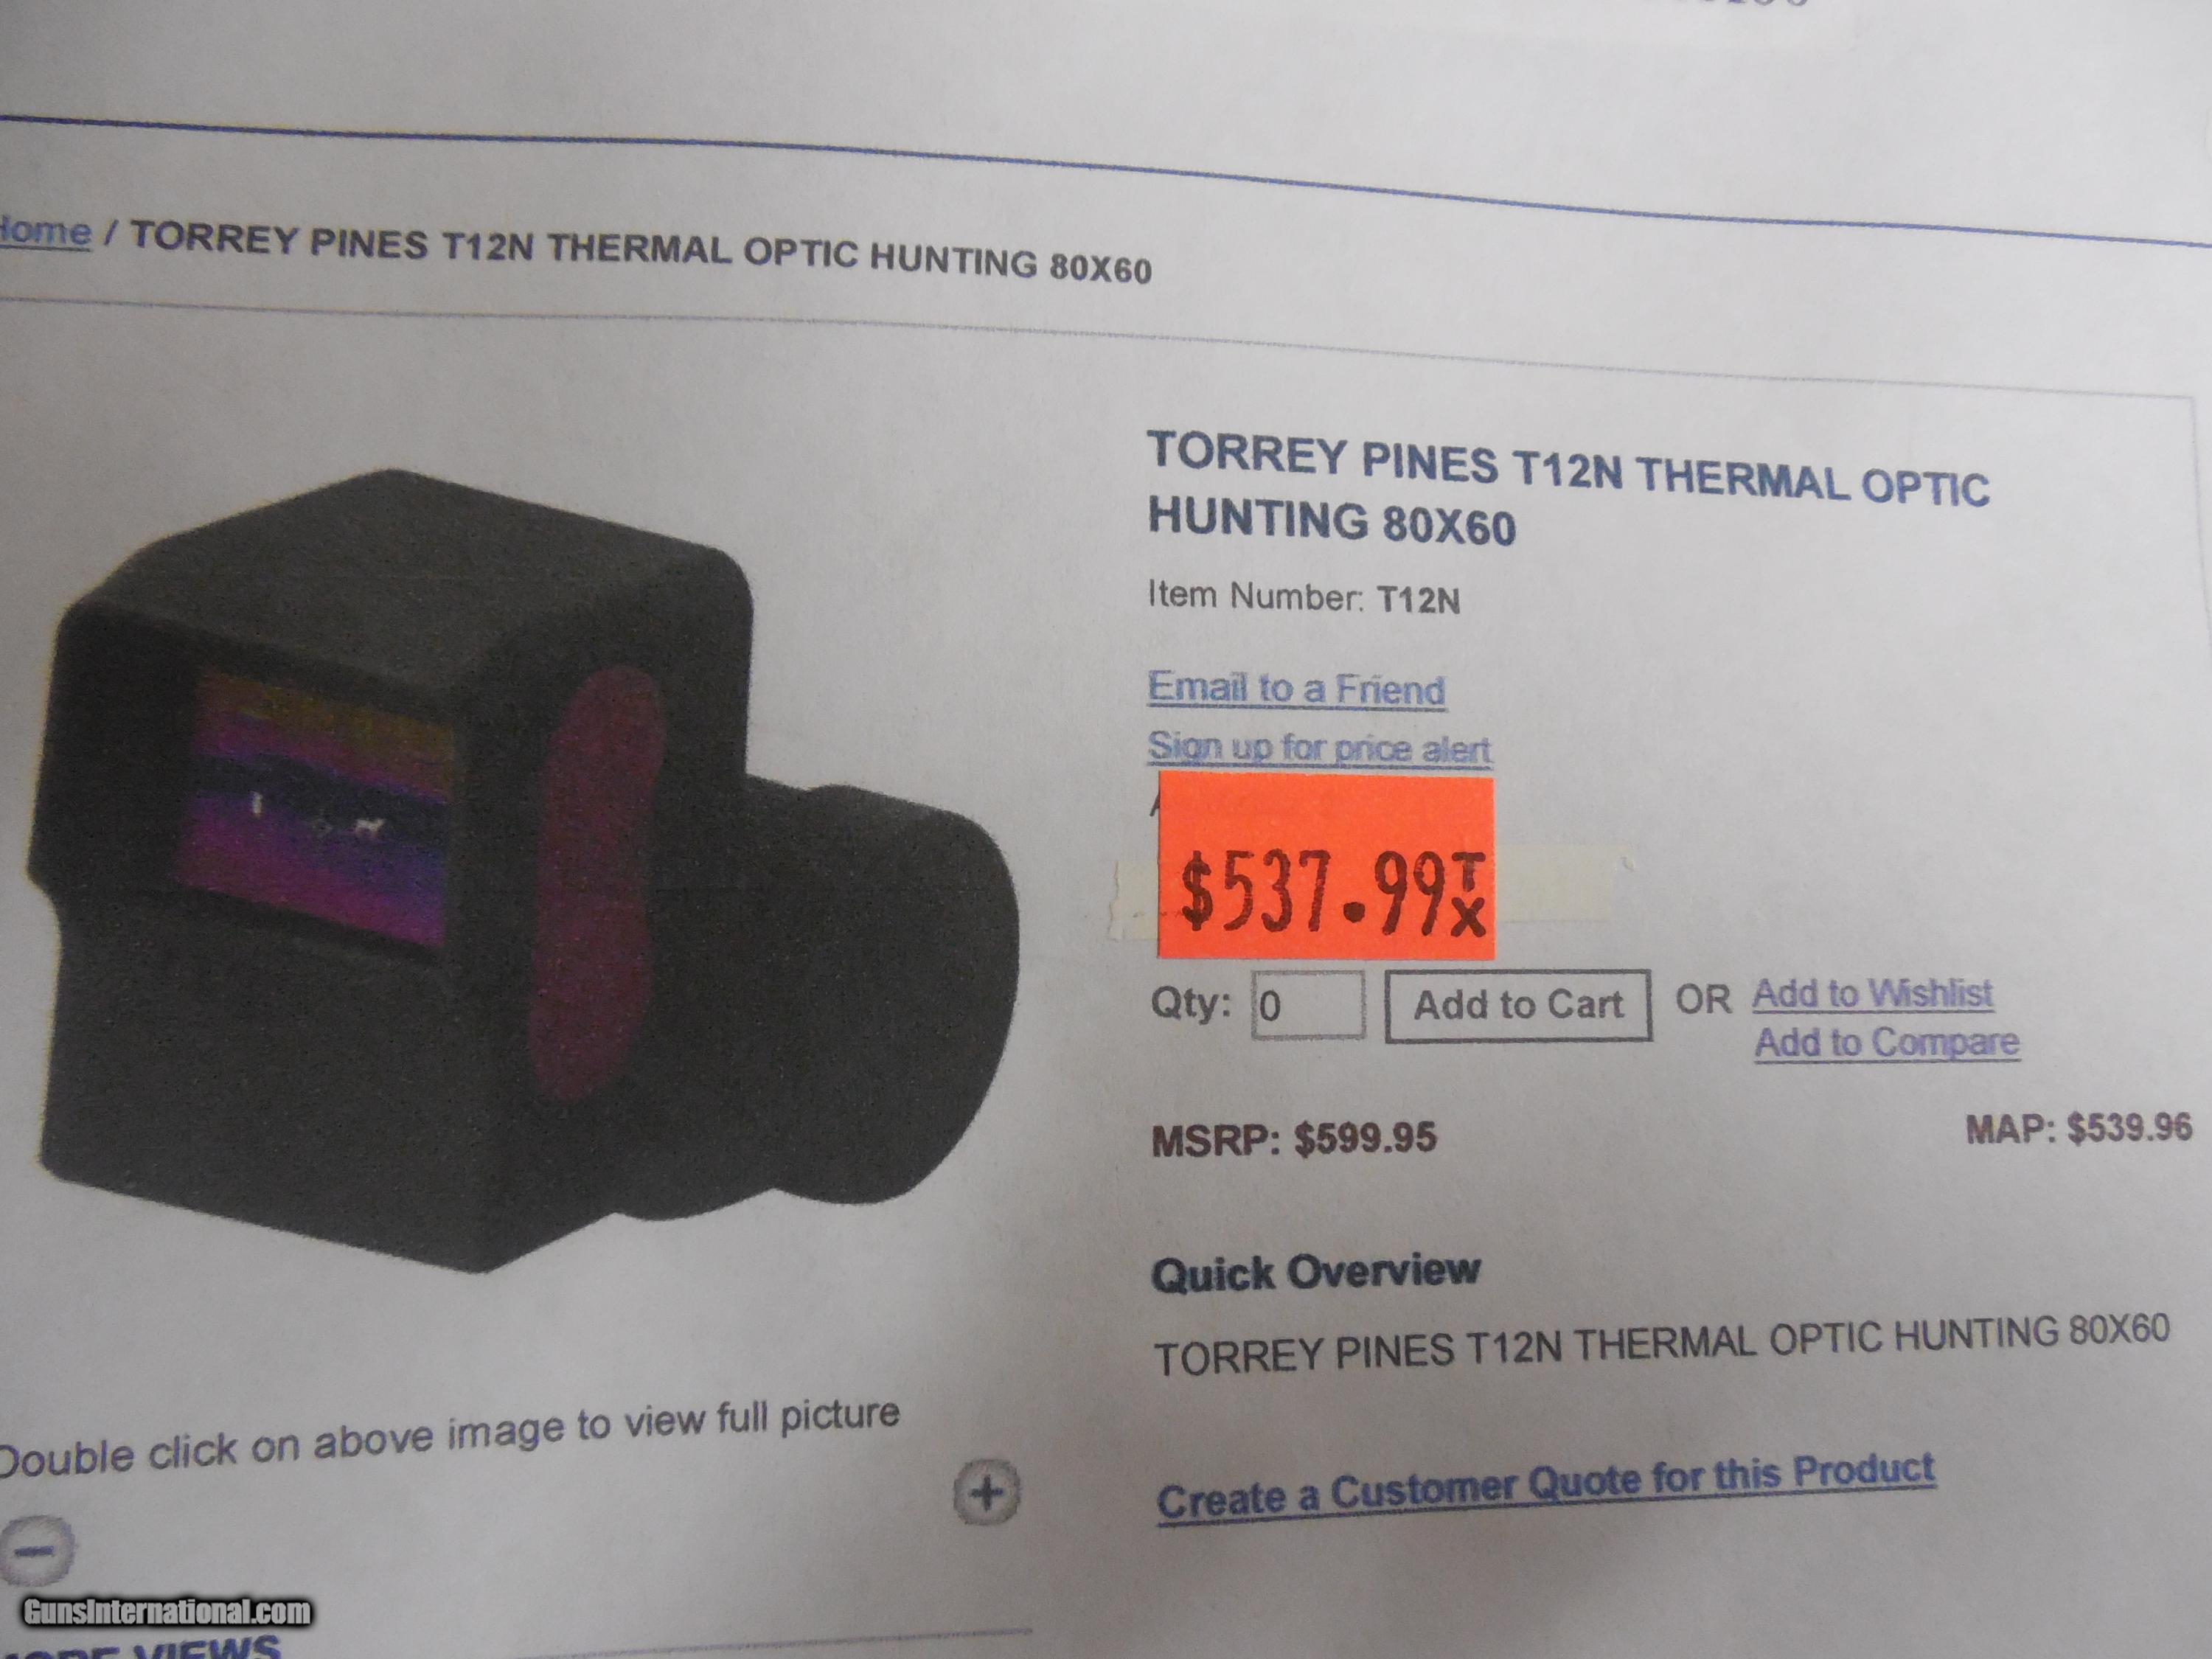 Home / TORREY PINES T12N THERMAL OPTIC HUNTING 80X60
TORREY PINES T12N THERMAL OPTIC
HUNTING 80X60
Item Number: T12N
Email to a Friend
Sign up for price alert
$537.99 TX
Qty: 0 Add to Cart OR Add to Wishlist
Add to Compare
MSRP: $599.95 MAP: $539.96
Quick Overview
TORREY PINES T12N THERMAL OPTIC HUNTING 80X60
Double click on above image to view full picture
Create a Customer Quote for this Product
GunsInternational.com
MORE VIEWS